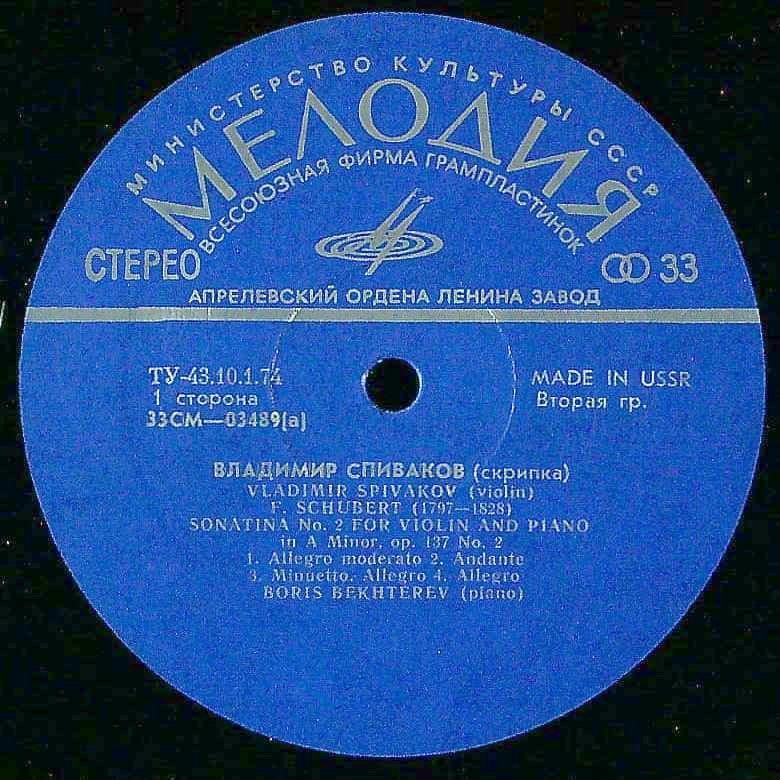 МИНИСТЕРСТВО КУЛЬТУРЫ СССР
МЕЛОДИЯ
ВСЕСОЮЗНАЯ ФИРМА ГРАМПЛАСТИНОК
СТЕРЕО
33
АПРЕЛЕВСКИЙ ОРДЕНА ЛЕНИНА ЗАВОД
ТУ-43.10.1.74
1 сторона
33СМ—03489(а)
MADE IN USSR
Вторая гр.
ВЛАДИМИР СПИВАКОВ (скрипка)
VLADIMIR SPIVAKOV (violin)
F. SCHUBERT (1797—1828)
SONATINA No. 2 FOR VIOLIN AND PIANO
in A Minor, op. 137 No. 2
1. Allegro moderato 2. Andante
3. Minuetto. Allegro 4. Allegro
BORIS BEKHTEREV (piano)